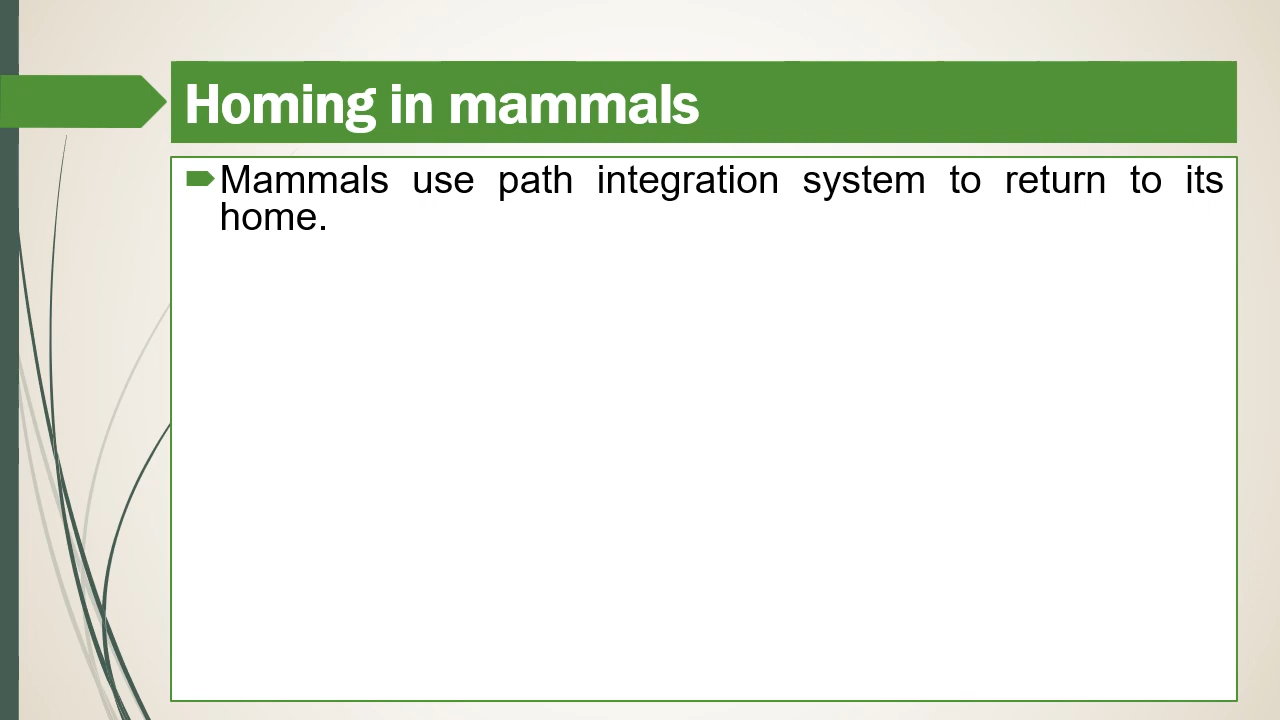 Homing in mammals
Mammals use path integration system to return to its
home.